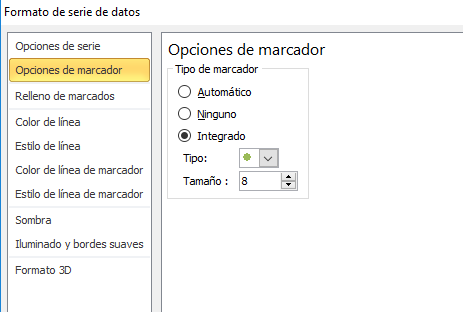 Formato de serie de datos
Opciones de serie
Opciones de marcador
Relleno de marcados
Color de línea
Estilo de línea
Color de línea de marcador
Estilo de línea de marcador
Sombra
Iluminado y bordes suaves
Formato 3D
Opciones de marcador
Tipo de marcador
Automático
Ninguno
Integrado
Tipo:
Tamaño : 8